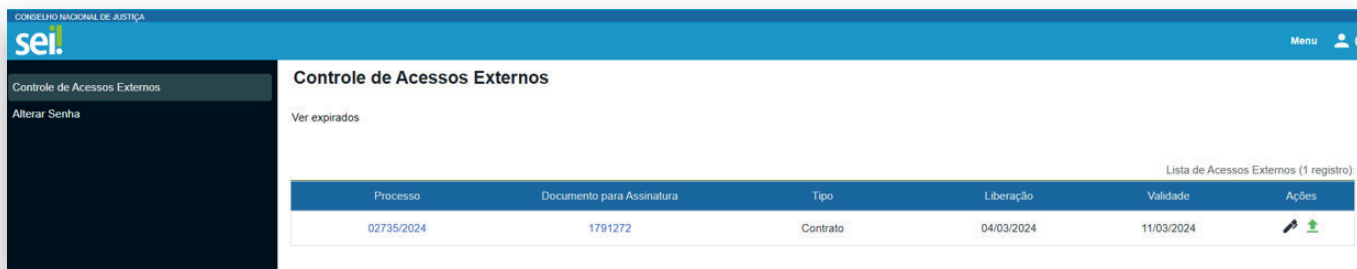 CONSELHO NACIONAL DE JUSTIÇA
sei!
Menu
Controle de Acessos Externos
Alterar Senha
Controle de Acessos Externos
Ver expirados
Lista de Acessos Externos (1 registro):
Processo Documento para Assinatura Tipo Liberação Validade Ações
02735/2024 1791272 Contrato 04/03/2024 11/03/2024